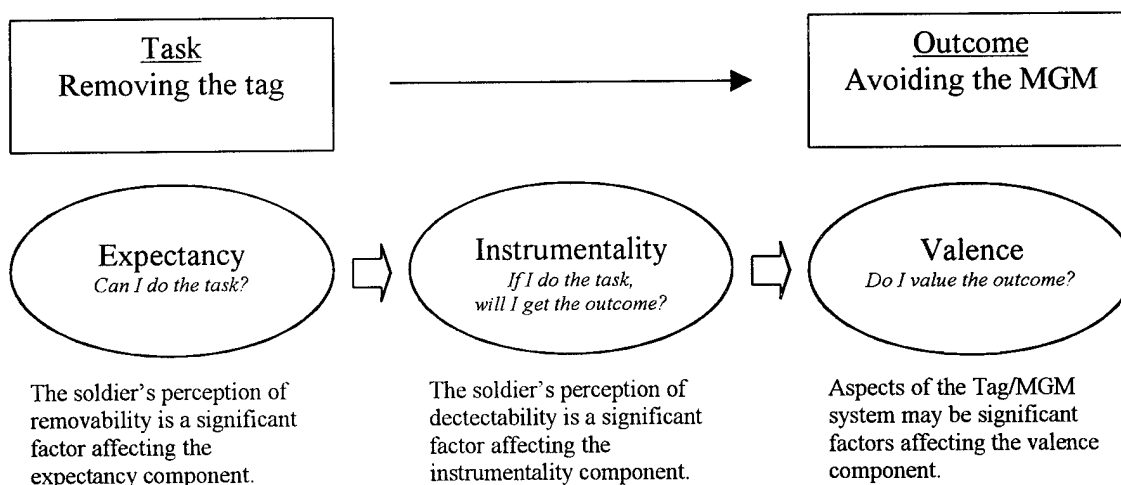 Task
Removing the tag
Outcome
Avoiding the MGM
Expectancy
Can I do the task?
Instrumentality
If I do the task,
will I get the outcome?
Valence
Do I value the outcome?
The soldier's perception of
removability is a significant
factor affecting the
expectancy component.
The soldier's perception of
dectectability is a significant
factor affecting the
instrumentality component.
Aspects of the Tag/MGM
system may be significant
factors affecting the valence
component.